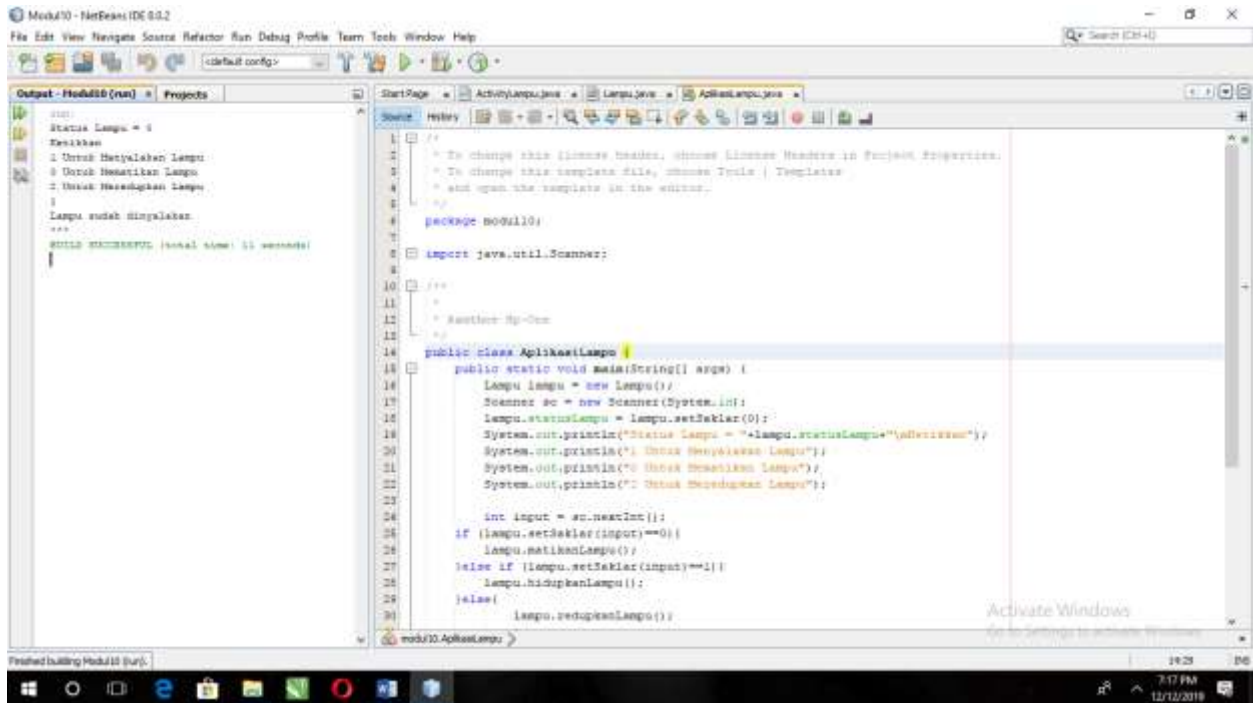 Modul10 - NetBeans IDE 8.0.2
File Edit View Navigate Source Refactor Run Debug Profile Team Tools Window Help
Search (Ctrl+I)
<default config>
Output - Modul10 (run) Projects
Start Page ActivityLampu.java Lampu.java AplikasiLampu.java
Source History
run:
Status Lampu = 0
Ketikkan
1 Untuk Menyalakan Lampu
0 Untuk Mematikan Lampu
2 Untuk Meredupkan Lampu
1
Lampu sudah dinyalakan
***
BUILD SUCCESSFUL (total time: 11 seconds)
1 /*
2 * To change this license header, choose License Headers in Project Properties.
3 * To change this template file, choose Tools | Templates
4 * and open the template in the editor.
5 */
6 package modul10;
7
8 import java.util.Scanner;
9
10 /**
11 *
12 *
13 */
14 public class AplikasiLampu {
15 public static void main(String[] args) {
16 Lampu lampu = new Lampu();
17 Scanner sc = new Scanner(System.in);
18 lampu.statusLampu = lampu.setSaklar(0);
19 System.out.println("Status Lampu = "+lampu.statusLampu+"\nKetikkan");
20 System.out.println("1 Untuk Menyalakan Lampu");
21 System.out.println("0 Untuk Mematikan Lampu");
22 System.out.println("2 Untuk Meredupkan Lampu");
23
24 int input = sc.nextInt();
25 if (lampu.setSaklar(input)==0){
26 lampu.matikanLampu();
27 }else if (lampu.setSaklar(input)==1){
28 lampu.hidupkanLampu();
29 }else{
30 lampu.redupkanLampu();
Activate Windows
Go to Settings to activate Windows.
modul10.AplikasiLampu
Finished building Modul10 (run).
14:29 INS
7:17 PM
12/12/2019